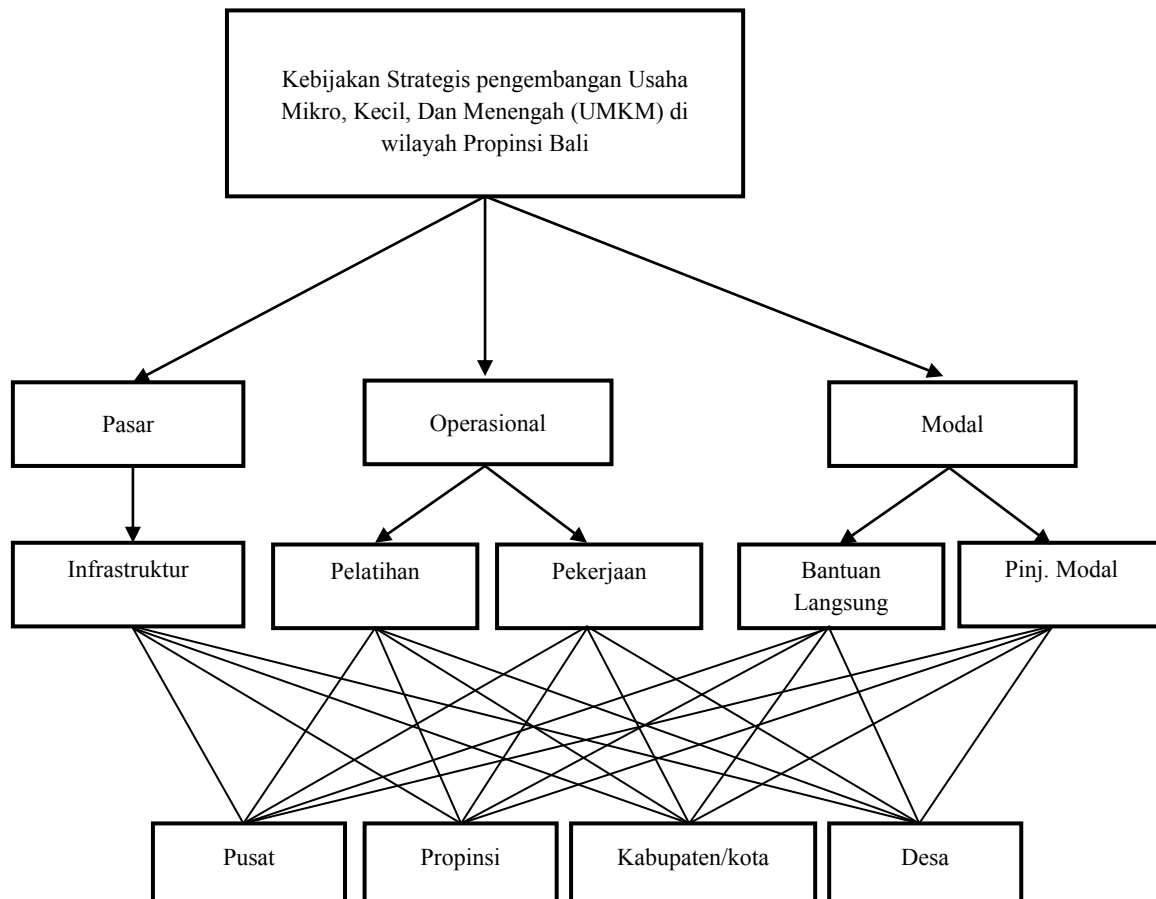 Kebijakan Strategis pengembangan Usaha
Mikro, Kecil, Dan Menengah (UMKM) di
wilayah Propinsi Bali
Pasar
Operasional
Modal
Infrastruktur
Pelatihan
Pekerjaan
Bantuan
Langsung
Pinj. Modal
Pusat
Propinsi
Kabupaten/kota
Desa